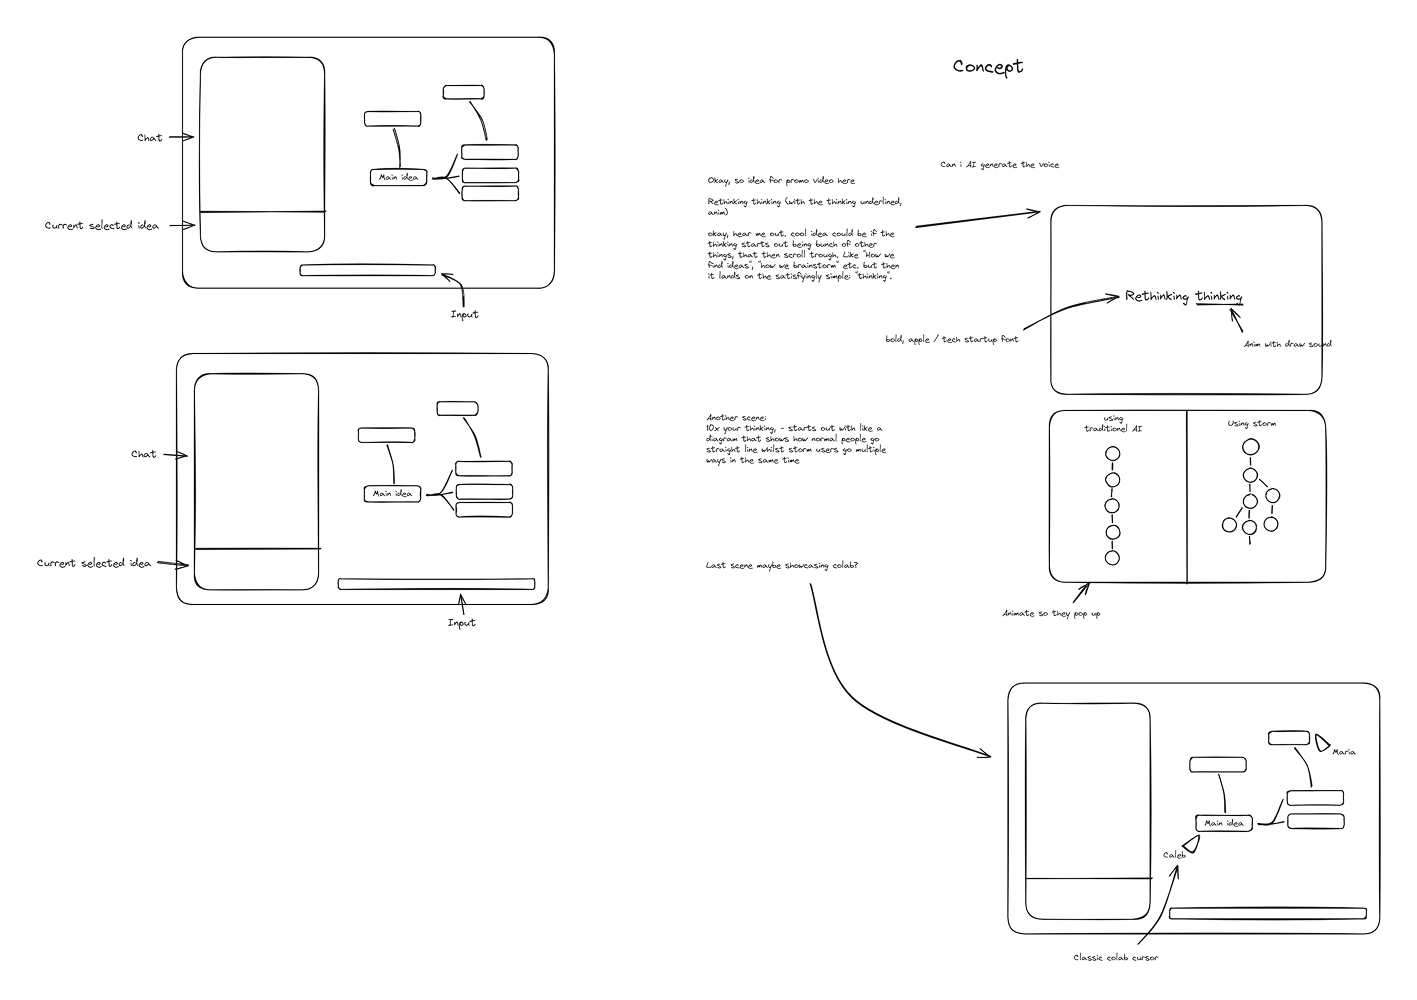 Chat
Current selected idea
Main idea
Input
Chat
Current selected idea
Main idea
Input
Concept
Can i AI generate the voice
Okay, so idea for promo video here
Rethinking thinking (with the thinking underlined,
anim)
okay, hear me out. cool idea could be if the
thinking starts out being bunch of other
things, that then scroll trough. Like "How we
find ideas", "how we brainstorm" etc. but then
it lands on the satisfyingly simple: "thinking".
Rethinking thinking
bold, apple / tech startup font
Anim with draw sound
Another scene:
10x your thinking, - starts out with like a
diagram that shows how normal people go
straight line whilst storm users go multiple
ways in the same time
using
traditionel AI
Using storm
Animate so they pop up
Last scene maybe showcasing colab?
Maria
Main idea
Caleb
Classic colab cursor